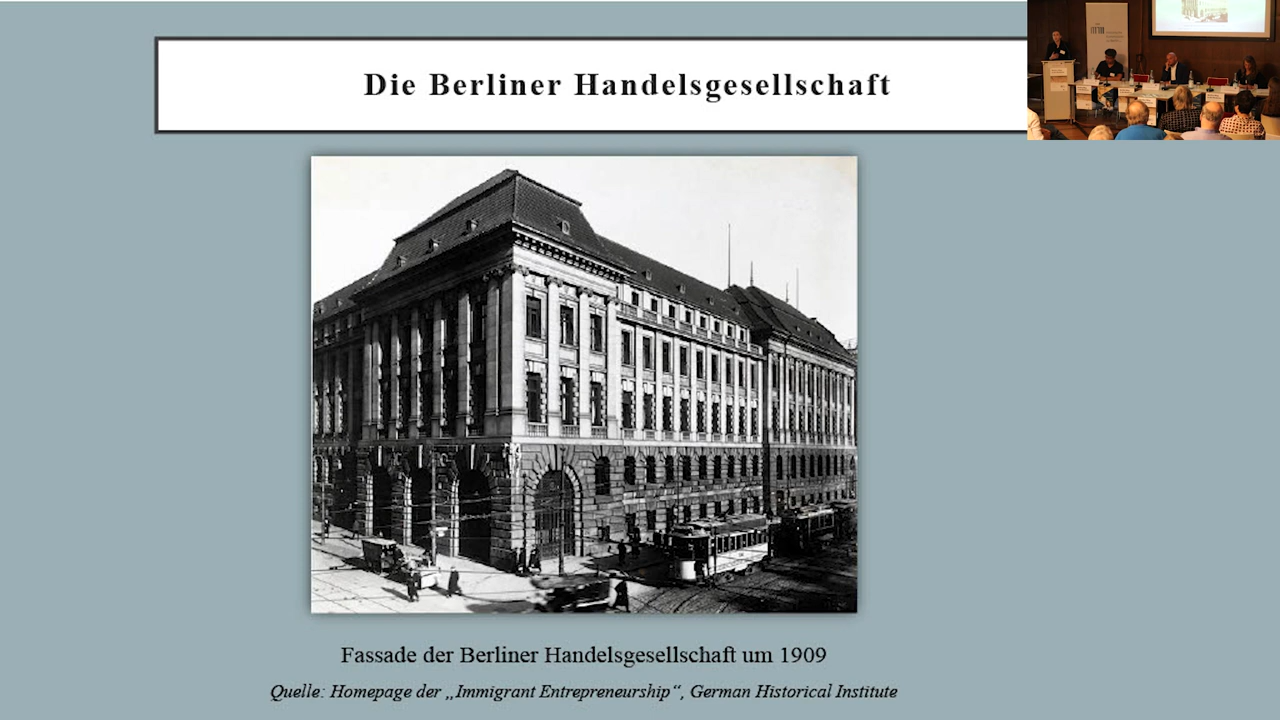 Die Berliner Handelsgesellschaft
Fassade der Berliner Handelsgesellschaft um 1909
Quelle: Homepage der „Immigrant Entrepreneurship“, German Historical Institute